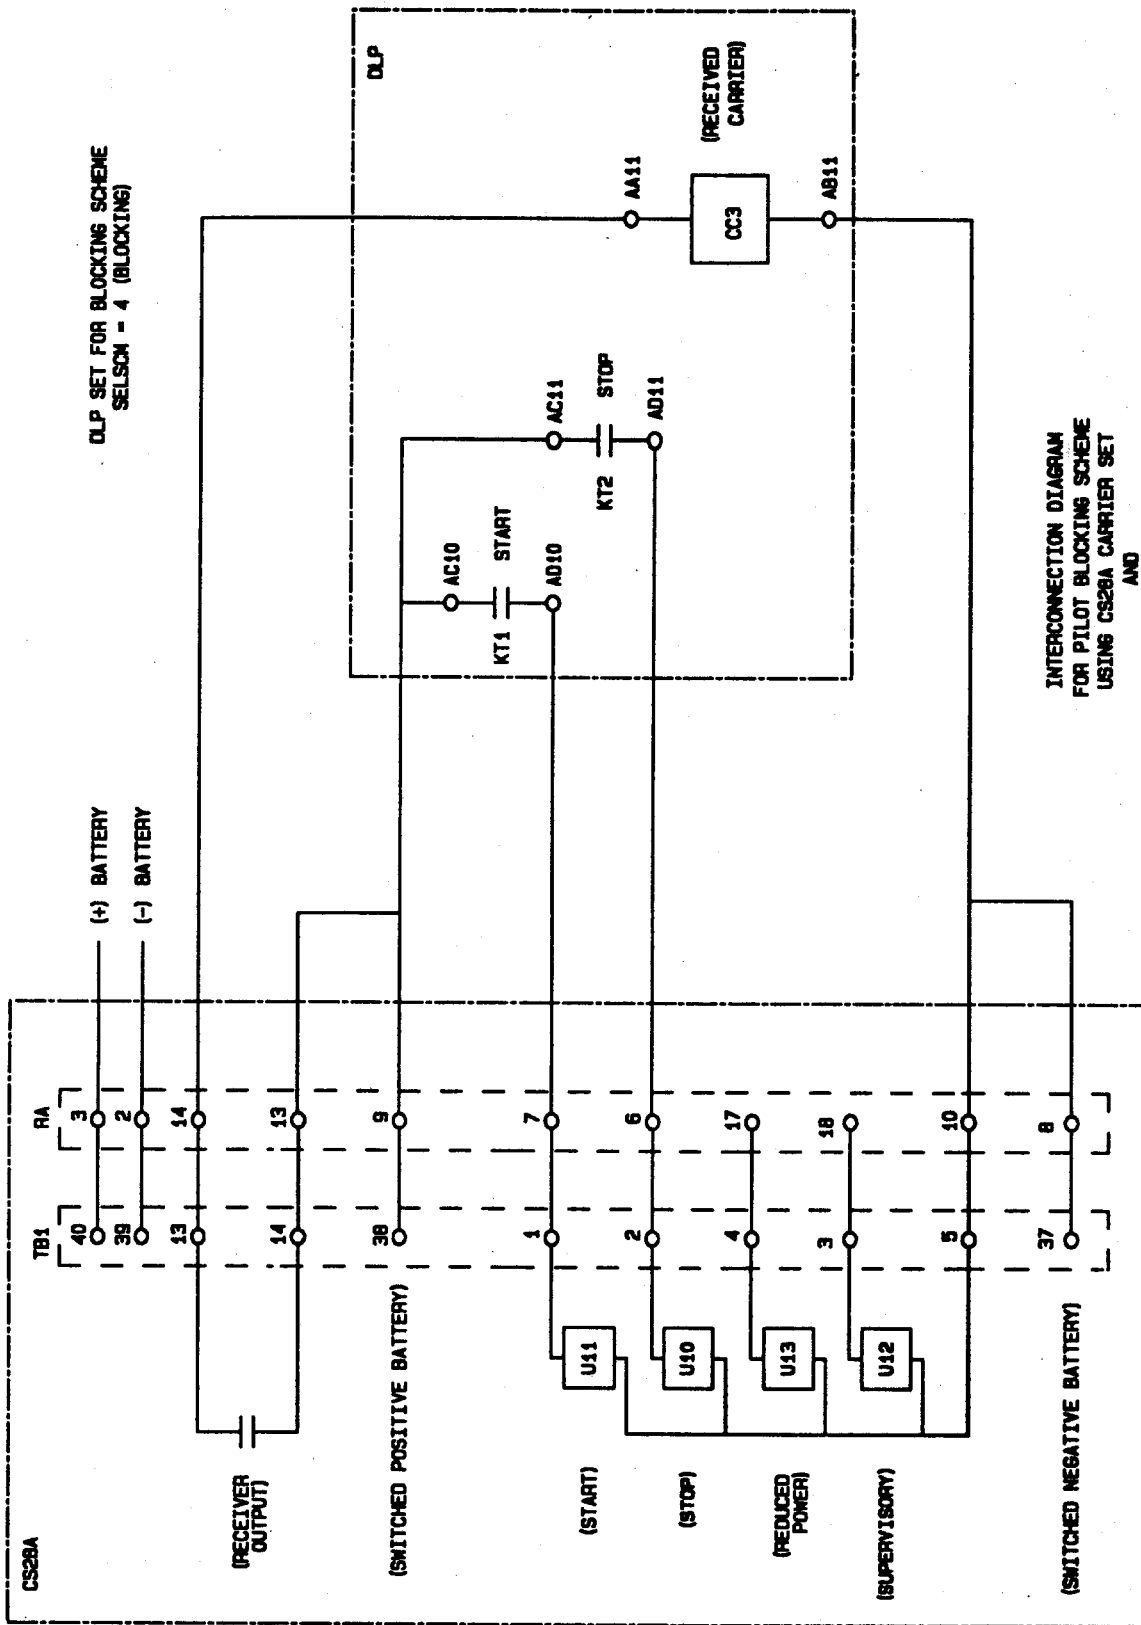 CS28A
TB1
RA
40
3
(+) BATTERY
39
2
(-) BATTERY
13
14
(RECEIVER
OUTPUT)
14
13
38
9
(SWITCHED POSITIVE BATTERY)
1
7
U11
(START)
2
6
U10
(STOP)
4
17
U13
(REDUCED
POWER)
3
18
U12
(SUPERVISORY)
5
10
37
8
(SWITCHED NEGATIVE BATTERY)
DLP SET FOR BLOCKING SCHEME
SELSCM = 4 (BLOCKING)
DLP
AC10
KT1
START
AD10
AC11
KT2
STOP
AD11
AA11
CC3
(RECEIVED
CARRIER)
AB11
INTERCONNECTION DIAGRAM
FOR PILOT BLOCKING SCHEME
USING CS28A CARRIER SET
AND